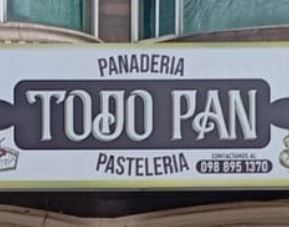 PANADERIA
TODO PAN
PASTELERIA
CONTACTANOS AL:
098 895 1370